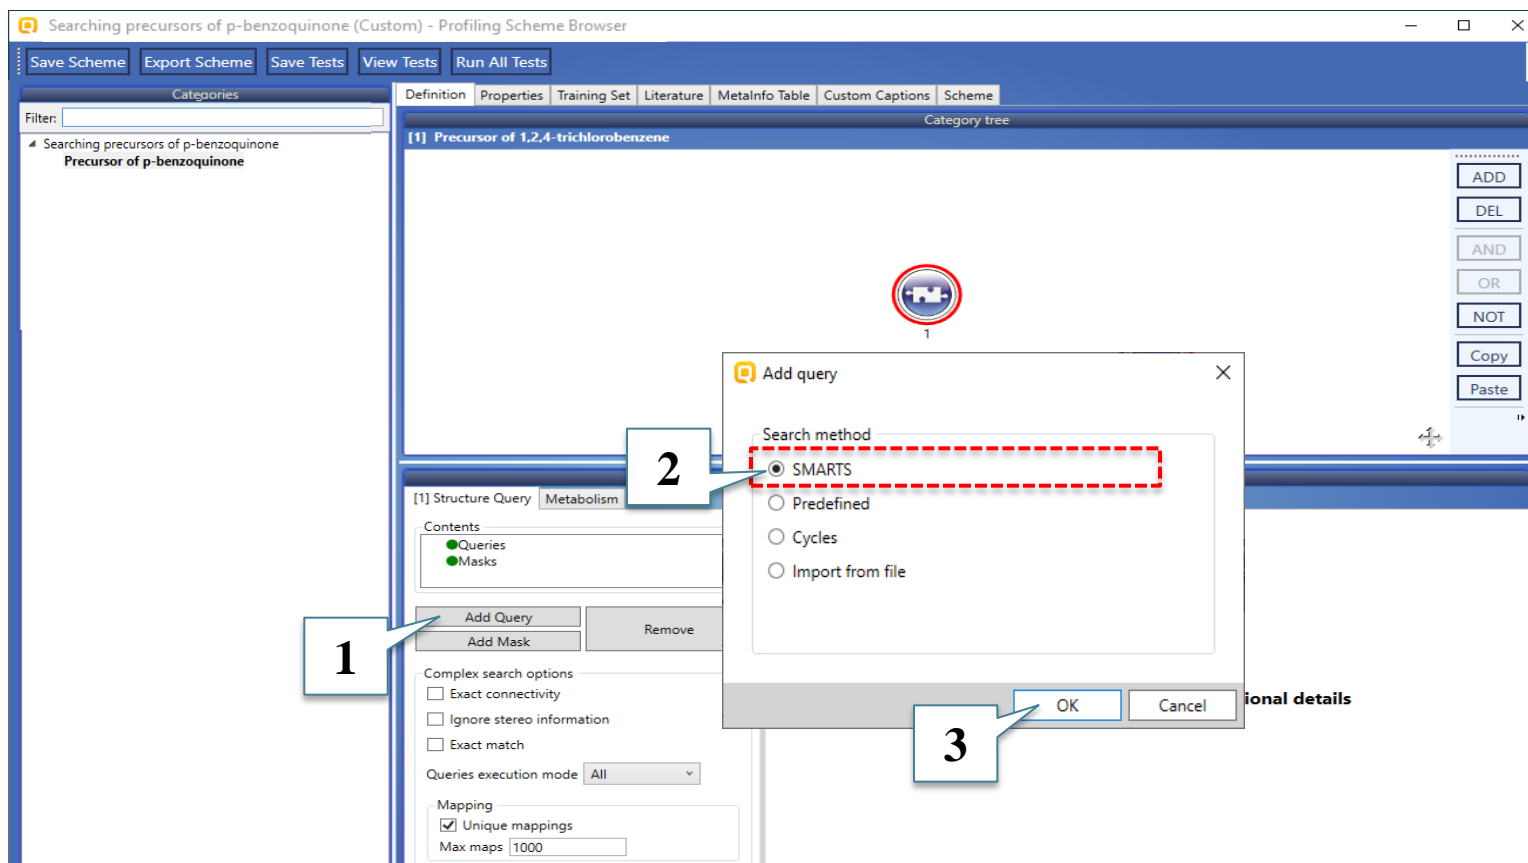 Searching precursors of p-benzoquinone (Custom) - Profiling Scheme Browser
Save Scheme Export Scheme Save Tests View Tests Run All Tests
Categories
Filter:
Searching precursors of p-benzoquinone
Precursor of p-benzoquinone
Definition Properties Training Set Literature MetaInfo Table Custom Captions Scheme
Category tree
[1] Precursor of 1,2,4-trichlorobenzene
1
ADD
DEL
AND
OR
NOT
Copy
Paste
[1] Structure Query Metabolism
Contents
Queries
Masks
Add Query
Add Mask
Remove
1
Complex search options
Exact connectivity
Ignore stereo information
Exact match
Queries execution mode All
Mapping
Unique mappings
Max maps 1000
Add query
Search method
2
SMARTS
Predefined
Cycles
Import from file
OK Cancel
3
ional details